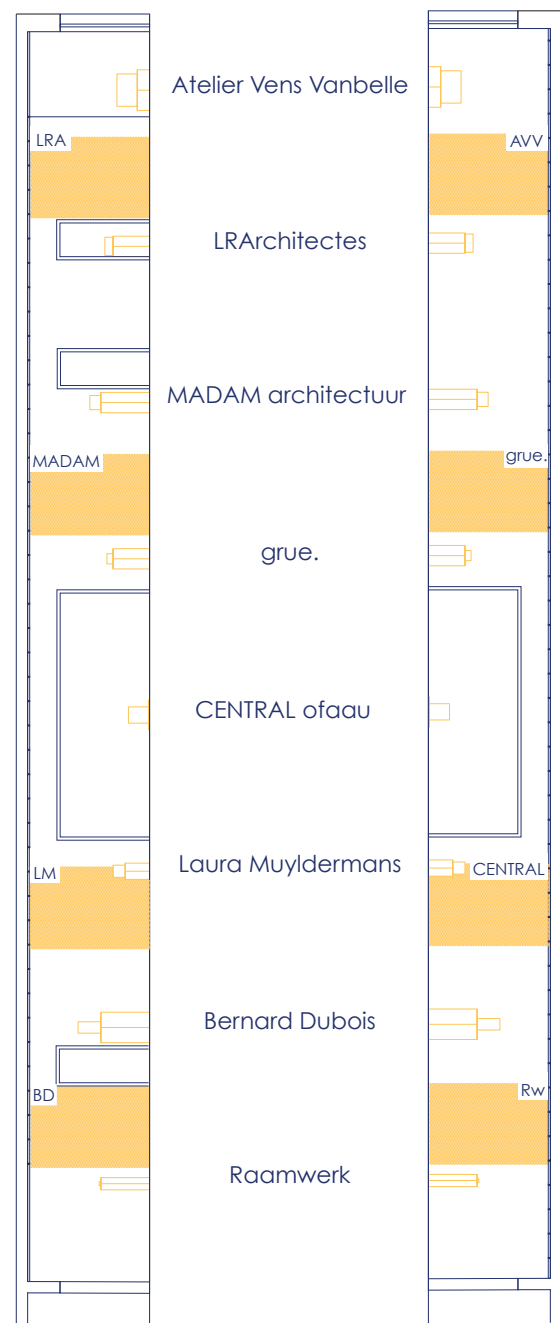 Atelier Vens Vanbelle
LRA
AVV
LRArchitectes
MADAM architectuur
MADAM
grue.
grue.
CENTRAL ofaau
Laura Muyldermans
LM
CENTRAL
Bernard Dubois
BD
Rw
Raamwerk